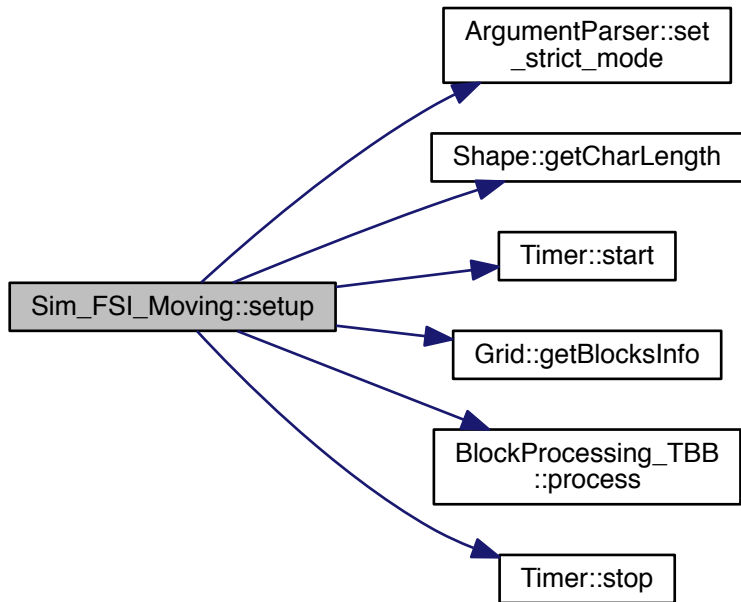 ArgumentParser::set
_strict_mode
Shape::getCharLength
Timer::start
Sim_FSI_Moving::setup
Grid::getBlocksInfo
BlockProcessing_TBB
::process
Timer::stop